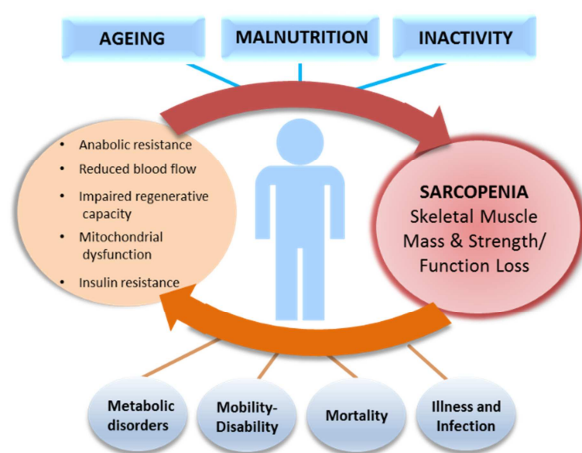 AGEING
MALNUTRITION
INACTIVITY
• Anabolic resistance
• Reduced blood flow
• Impaired regenerative
capacity
• Mitochondrial
dysfunction
• Insulin resistance
SARCOPENIA
Skeletal Muscle
Mass & Strength/
Function Loss
Metabolic
disorders
Mobility-
Disability
Mortality
Illness and
Infection